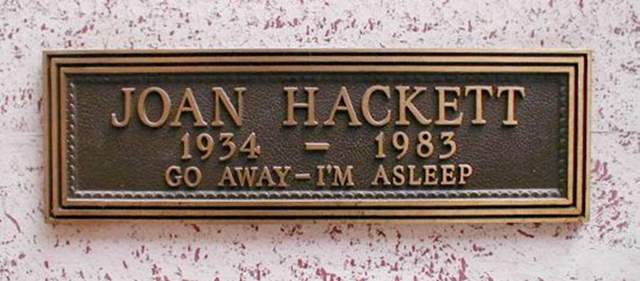 JOAN HACKETT
1934 – 1983
GO AWAY–I'M ASLEEP